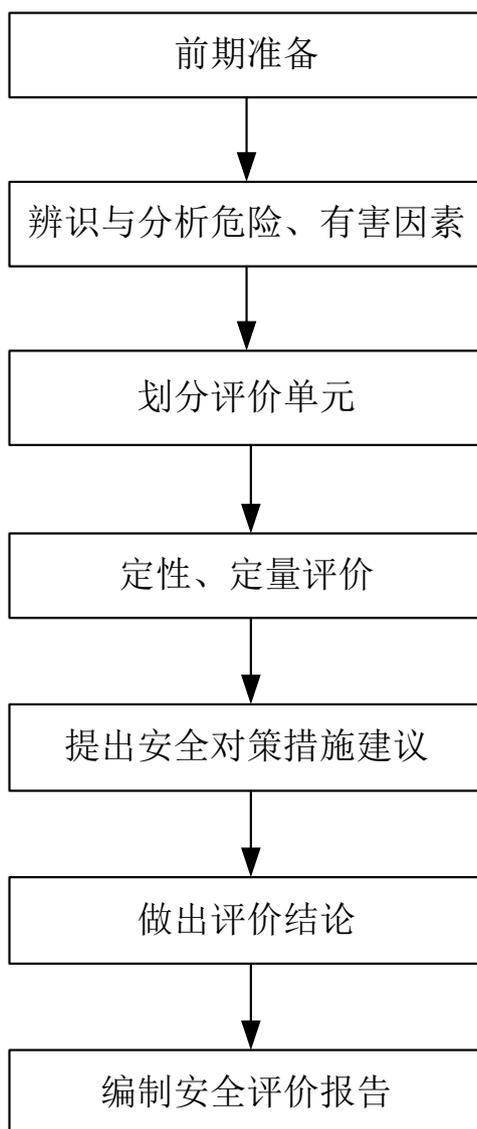 前期准备
辨识与分析危险、有害因素
划分评价单元
定性、定量评价
提出安全对策措施建议
做出评价结论
编制安全评价报告